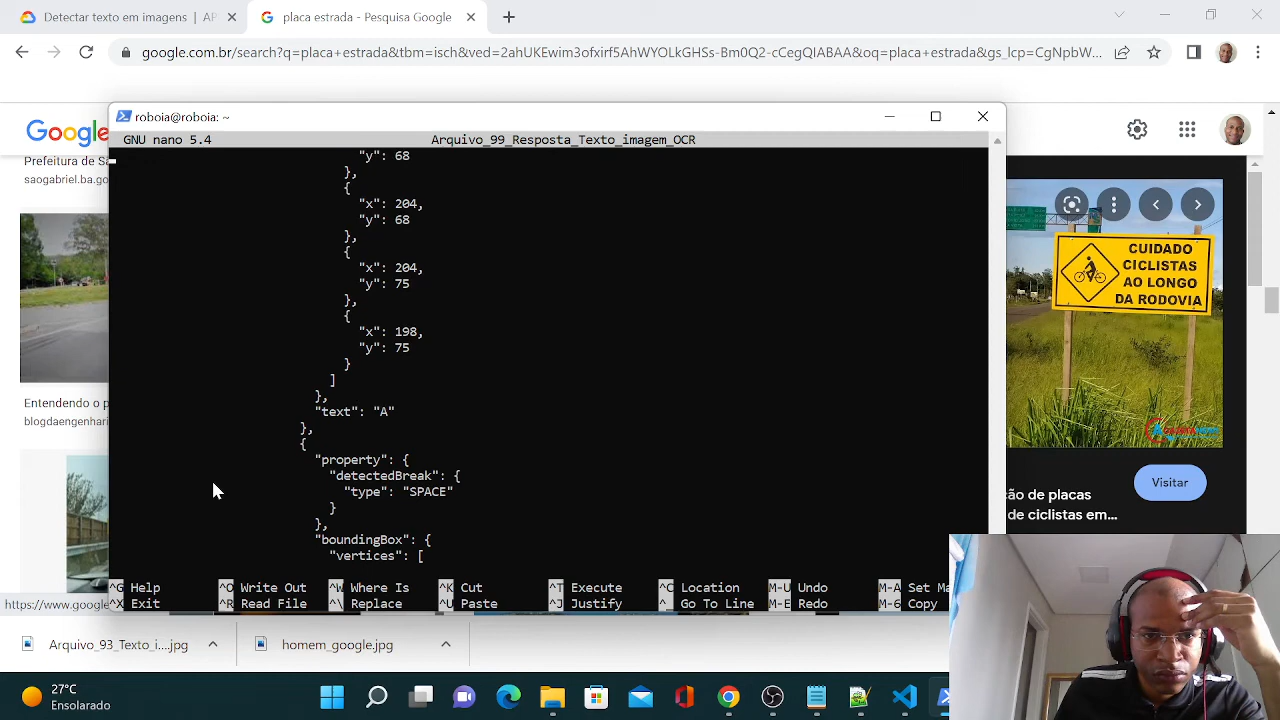 Detectar texto em imagens | AP
placa estrada - Pesquisa Google
google.com.br/search?q=placa+estrada&tbm=isch&ved=2ahUKEwim3ofxirf5AhWYOLkGHSs-Bm0Q2-cCegQIABAA&oq=placa+estrada&gs_lcp=CgNpbW...
Google
roboia@roboia: ~
GNU nano 5.4
Arquivo_99_Resposta_Texto_imagem_OCR
Prefeitura de Sa
saogabriel.ba.go
"y": 68
},
{
"x": 204,
"y": 68
},
{
"x": 204,
"y": 75
},
{
"x": 198,
"y": 75
}
]
},
"text": "A"
},
{
"property": {
"detectedBreak": {
"type": "SPACE"
}
},
"boundingBox": {
"vertices": [
^G Help
^O Write Out
^W Where Is
^K Cut
^T Execute
^C Location
M-U Undo
M-A Set Ma
^X Exit
^R Read File
^\ Replace
^U Paste
^J Justify
^_ Go To Line
M-E Redo
M-6 Copy
Entendendo o p
blogdaengenhari
CUIDADO
CICLISTAS
AO LONGO
DA RODOVIA
Visitar
ção de placas
de ciclistas em...
https://www.google
Arquivo_93_Texto_i....jpg
homem_google.jpg
27°C
Ensolarado